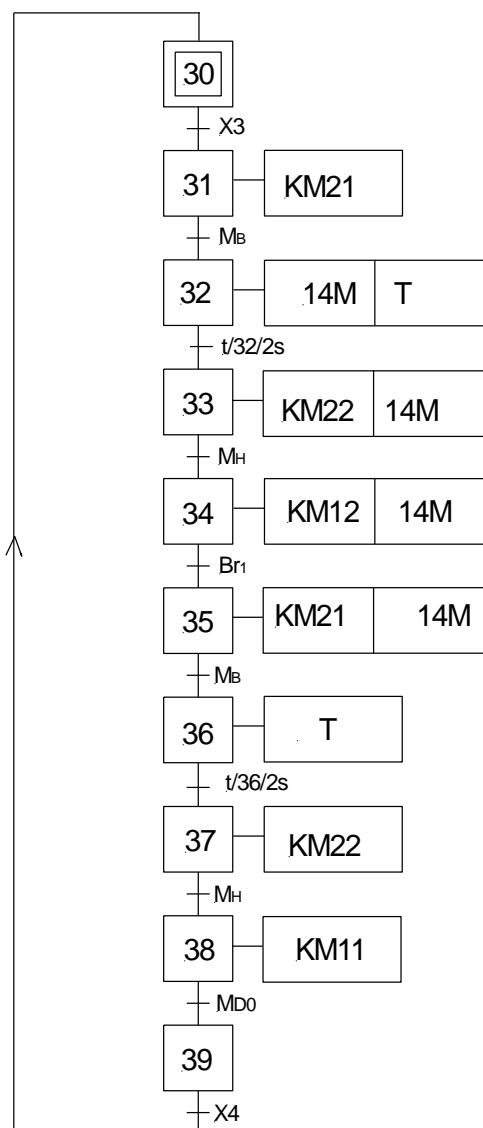 30
X3
31 KM21
MB
32 14M T
t/32/2s
33 KM22 14M
MH
34 KM12 14M
Br1
35 KM21 14M
MB
36 T
t/36/2s
37 KM22
MH
38 KM11
MD0
39
X4